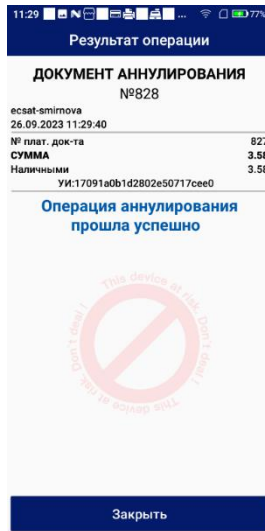 11:29
77%
Результат операции
ДОКУМЕНТ АННУЛИРОВАНИЯ
№828
ecsat-smirnova
26.09.2023 11:29:40
№ плат. док-та 827
СУММА 3.58
Наличными 3.58
УИ:17091a0b1d2802e50717cee0
Операция аннулирования
прошла успешно
This device at risk. Don't deal !
This device at risk. Don't deal !
Закрыть